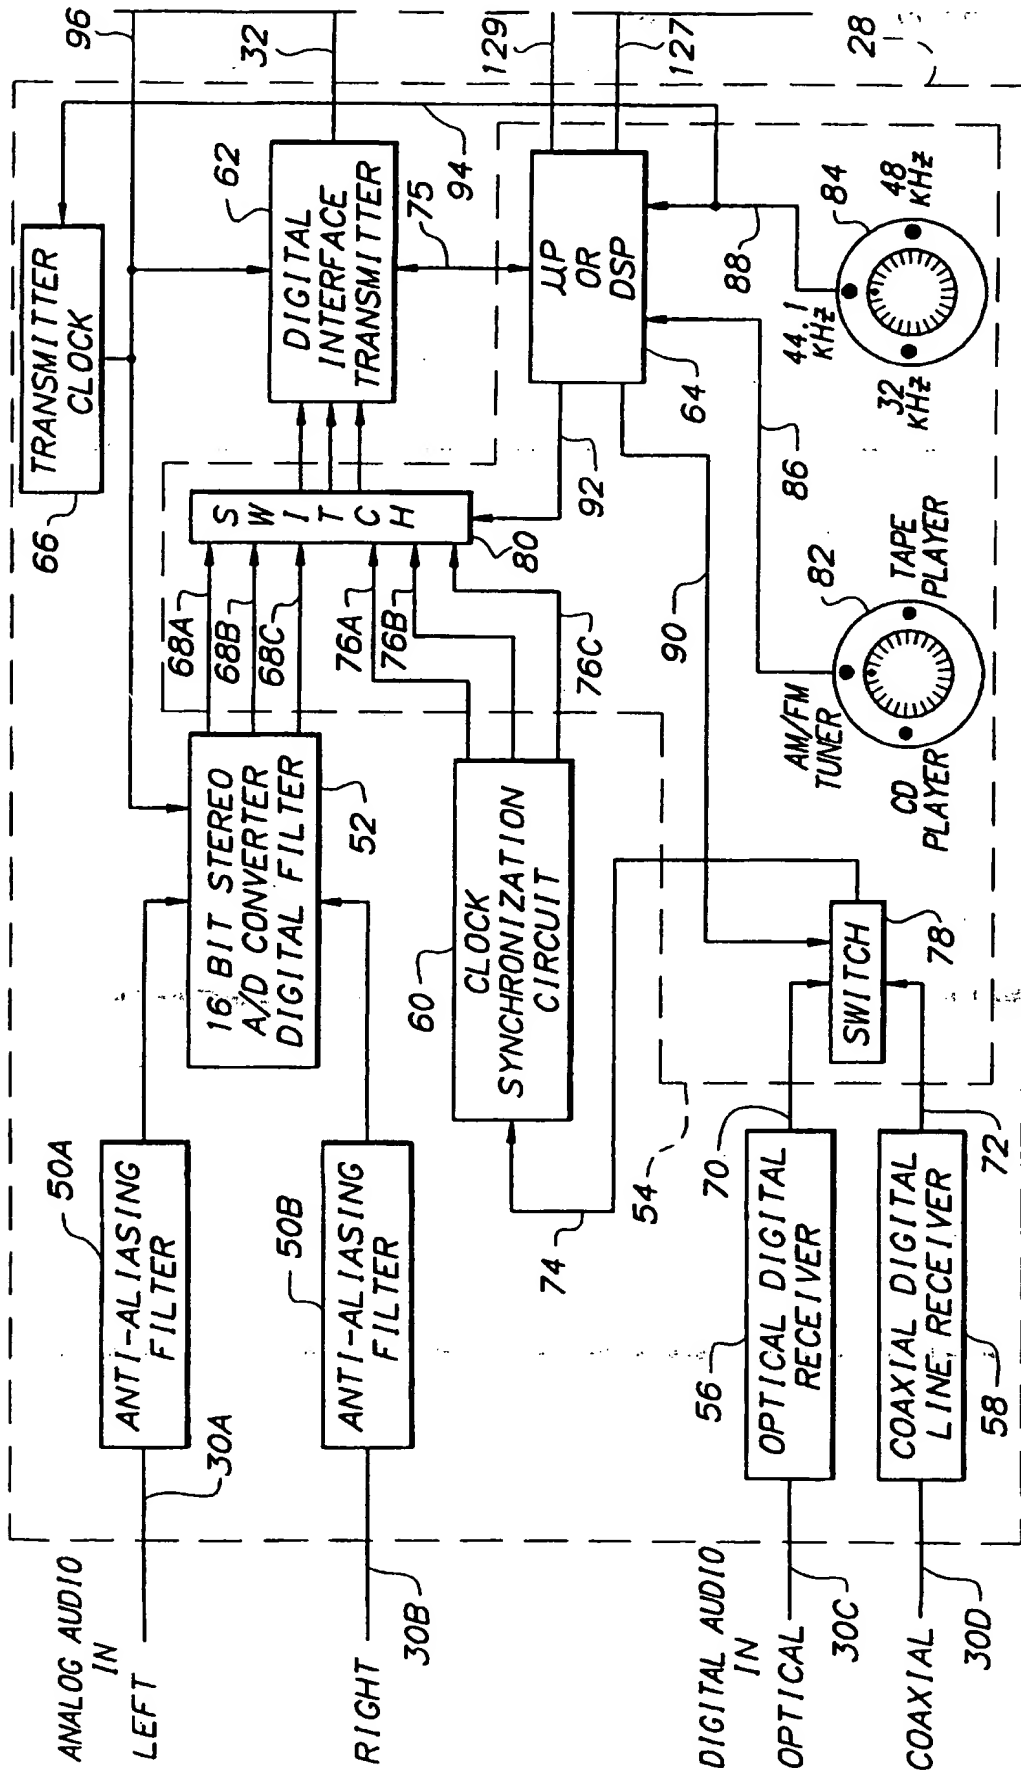 ANALOG AUDIO
IN
LEFT
30A
50A
ANTI-ALIASING
FILTER
RIGHT
30B
50B
ANTI-ALIASING
FILTER
16 BIT STEREO
A/D CONVERTER
DIGITAL FILTER
52
68A
68B
68C
66
TRANSMITTER
CLOCK
96
32
62
DIGITAL
INTERFACE
TRANSMITTER
75
94
SWITCH
80
76A
76B
76C
60
CLOCK
SYNCHRONIZATION
CIRCUIT
74
54
92
90
μP
OR
DSP
64
88
86
129
127
28
DIGITAL AUDIO
IN
OPTICAL
30C
56
OPTICAL DIGITAL
RECEIVER
70
COAXIAL
30D
COAXIAL DIGITAL
LINE RECEIVER
58
72
SWITCH
78
AM/FM
TUNER
82
CD
PLAYER
TAPE
PLAYER
44.1
KHz
84
32
KHz
48
KHz